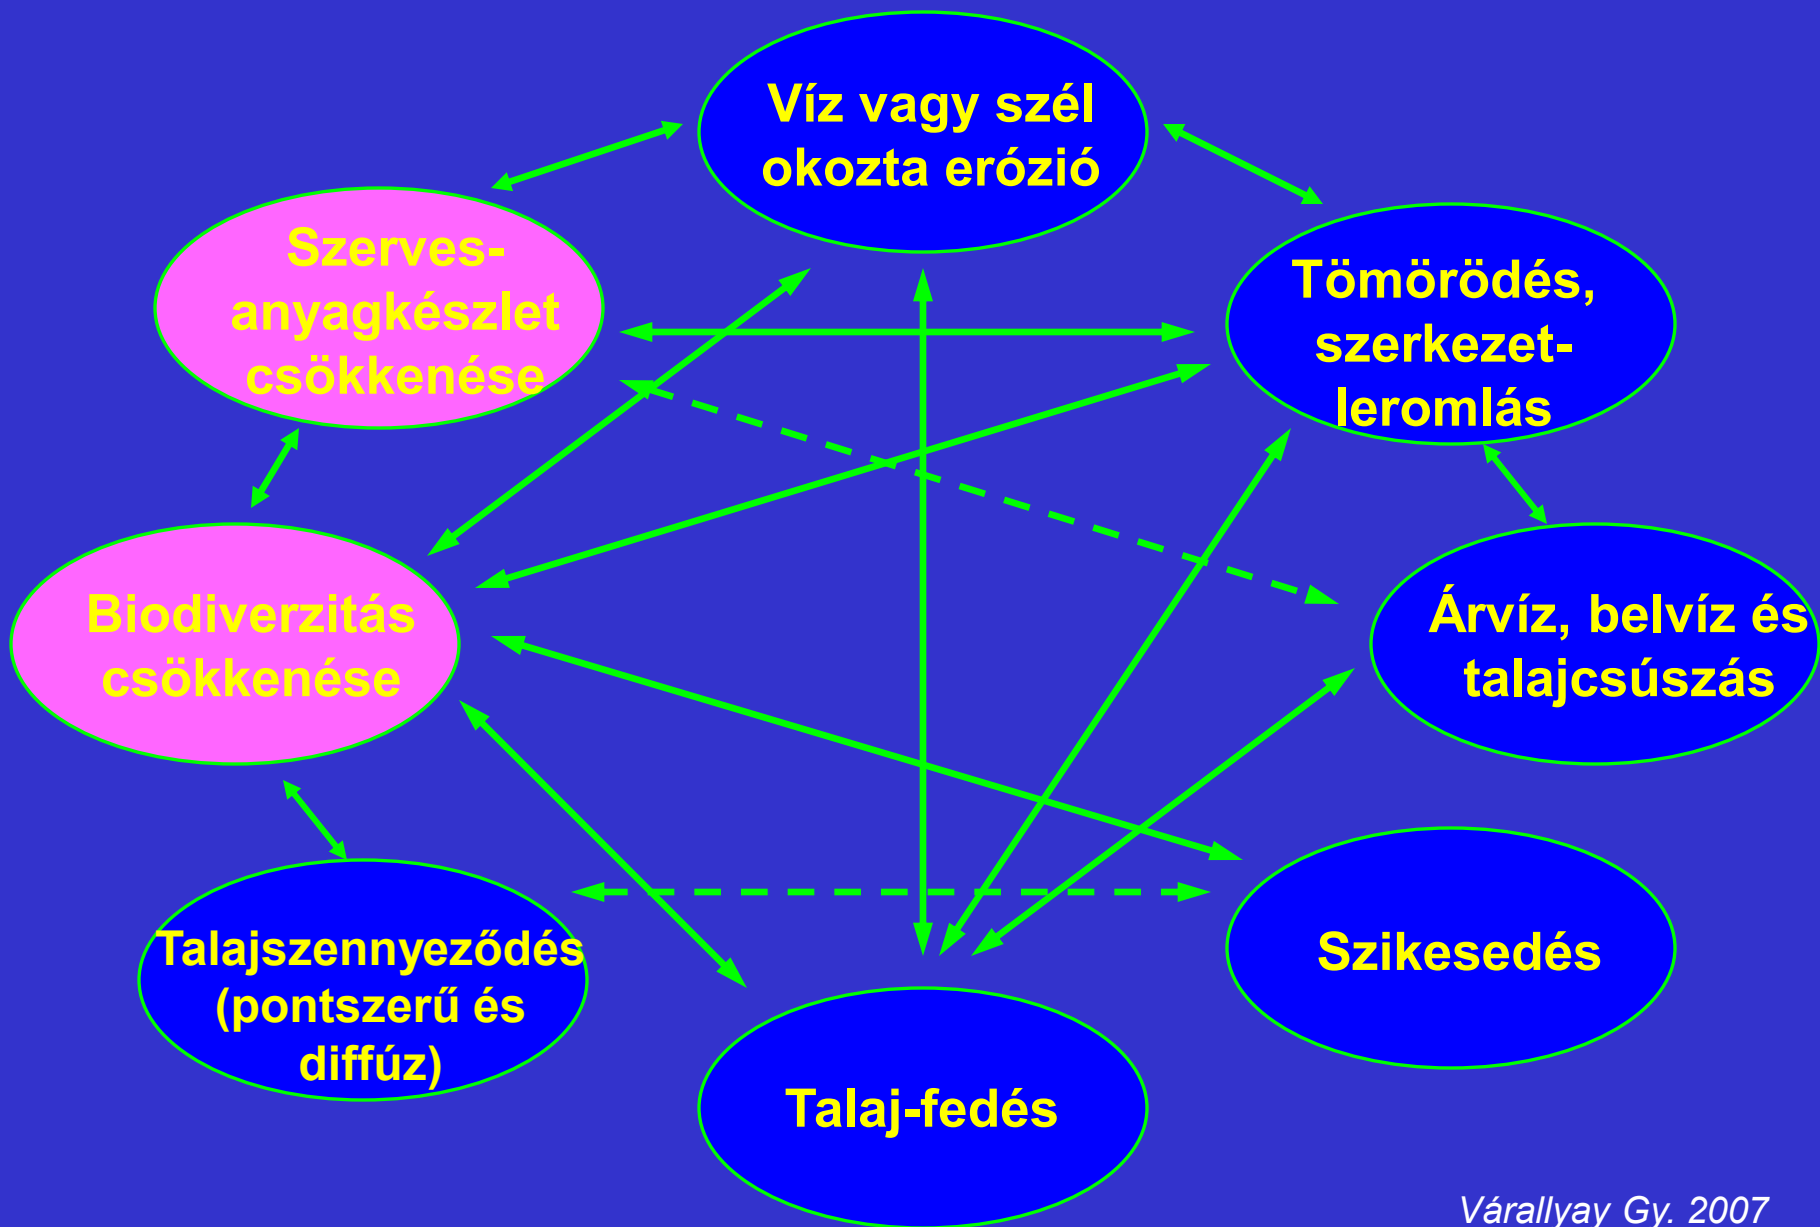 Víz vagy szél
okozta erózió
Szerves-
anyagkészlet
csökkenése
Tömörödés,
szerkezet-
leromlás
Biodiverzitás
csökkenése
Árvíz, belvíz és
talajcsúszás
Talajszennyeződés
(pontszerű és
diffúz)
Szikesedés
Talaj-fedés
Várallyay Gy. 2007